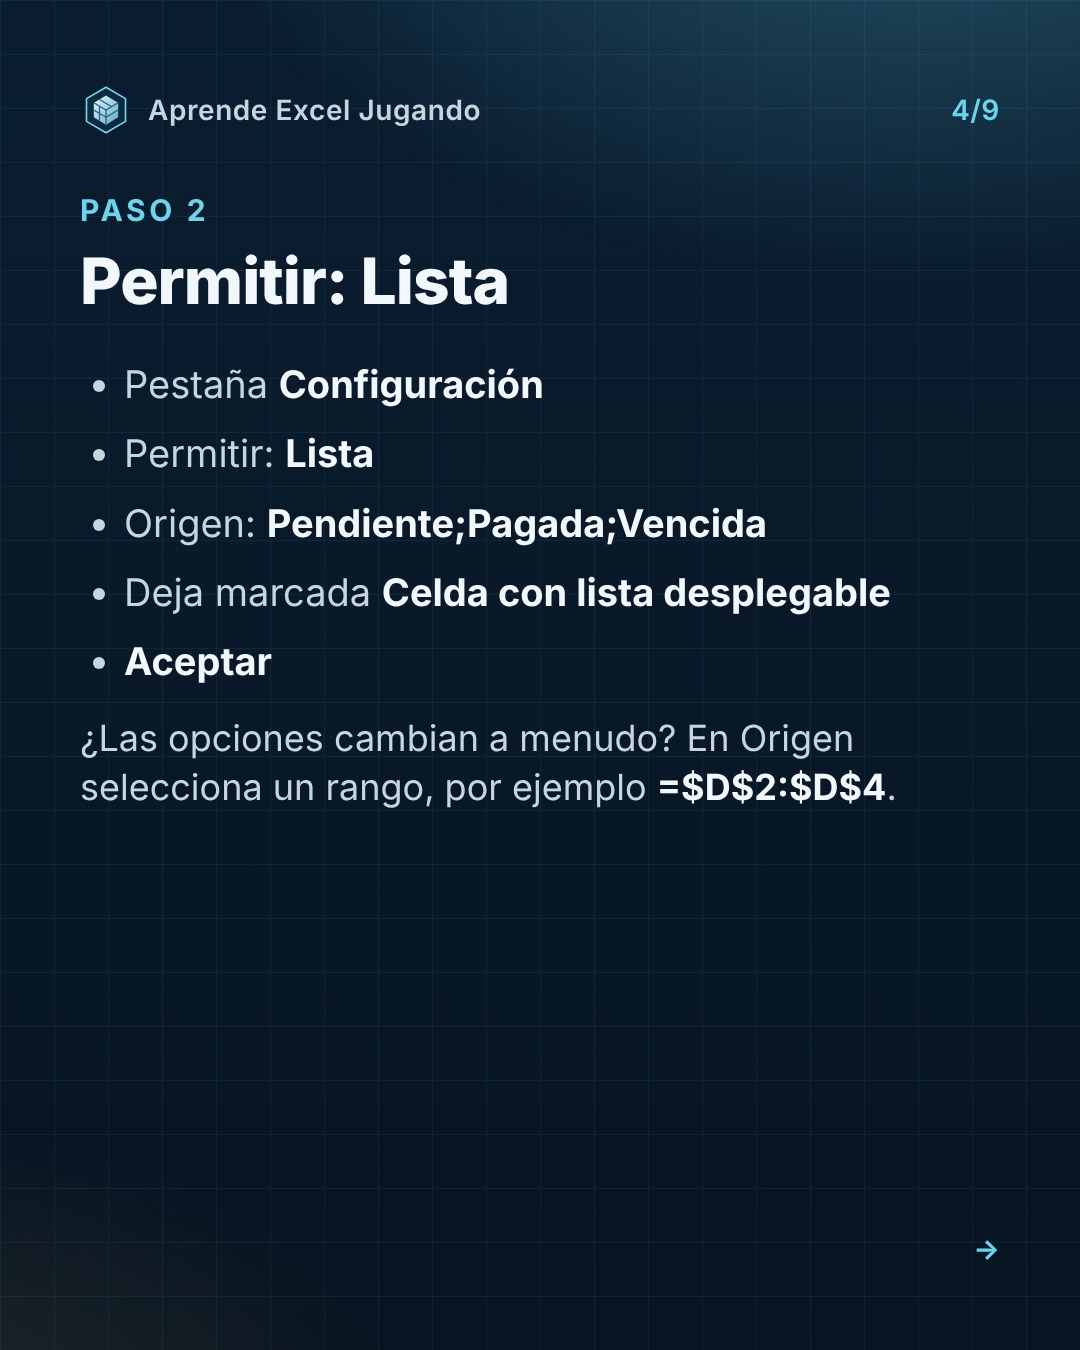 Aprende Excel Jugando
4/9
PASO 2
Permitir: Lista
• Pestaña Configuración
• Permitir: Lista
• Origen: Pendiente;Pagada;Vencida
• Deja marcada Celda con lista desplegable
• Aceptar
¿Las opciones cambian a menudo? En Origen
selecciona un rango, por ejemplo =$D$2:$D$4.
→